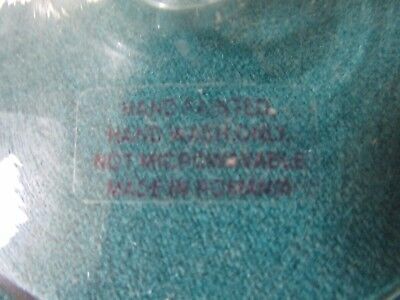 HAND PAINTED.
HAND WASH ONLY.
NOT MICROWAVABLE
MADE IN ROMANIA